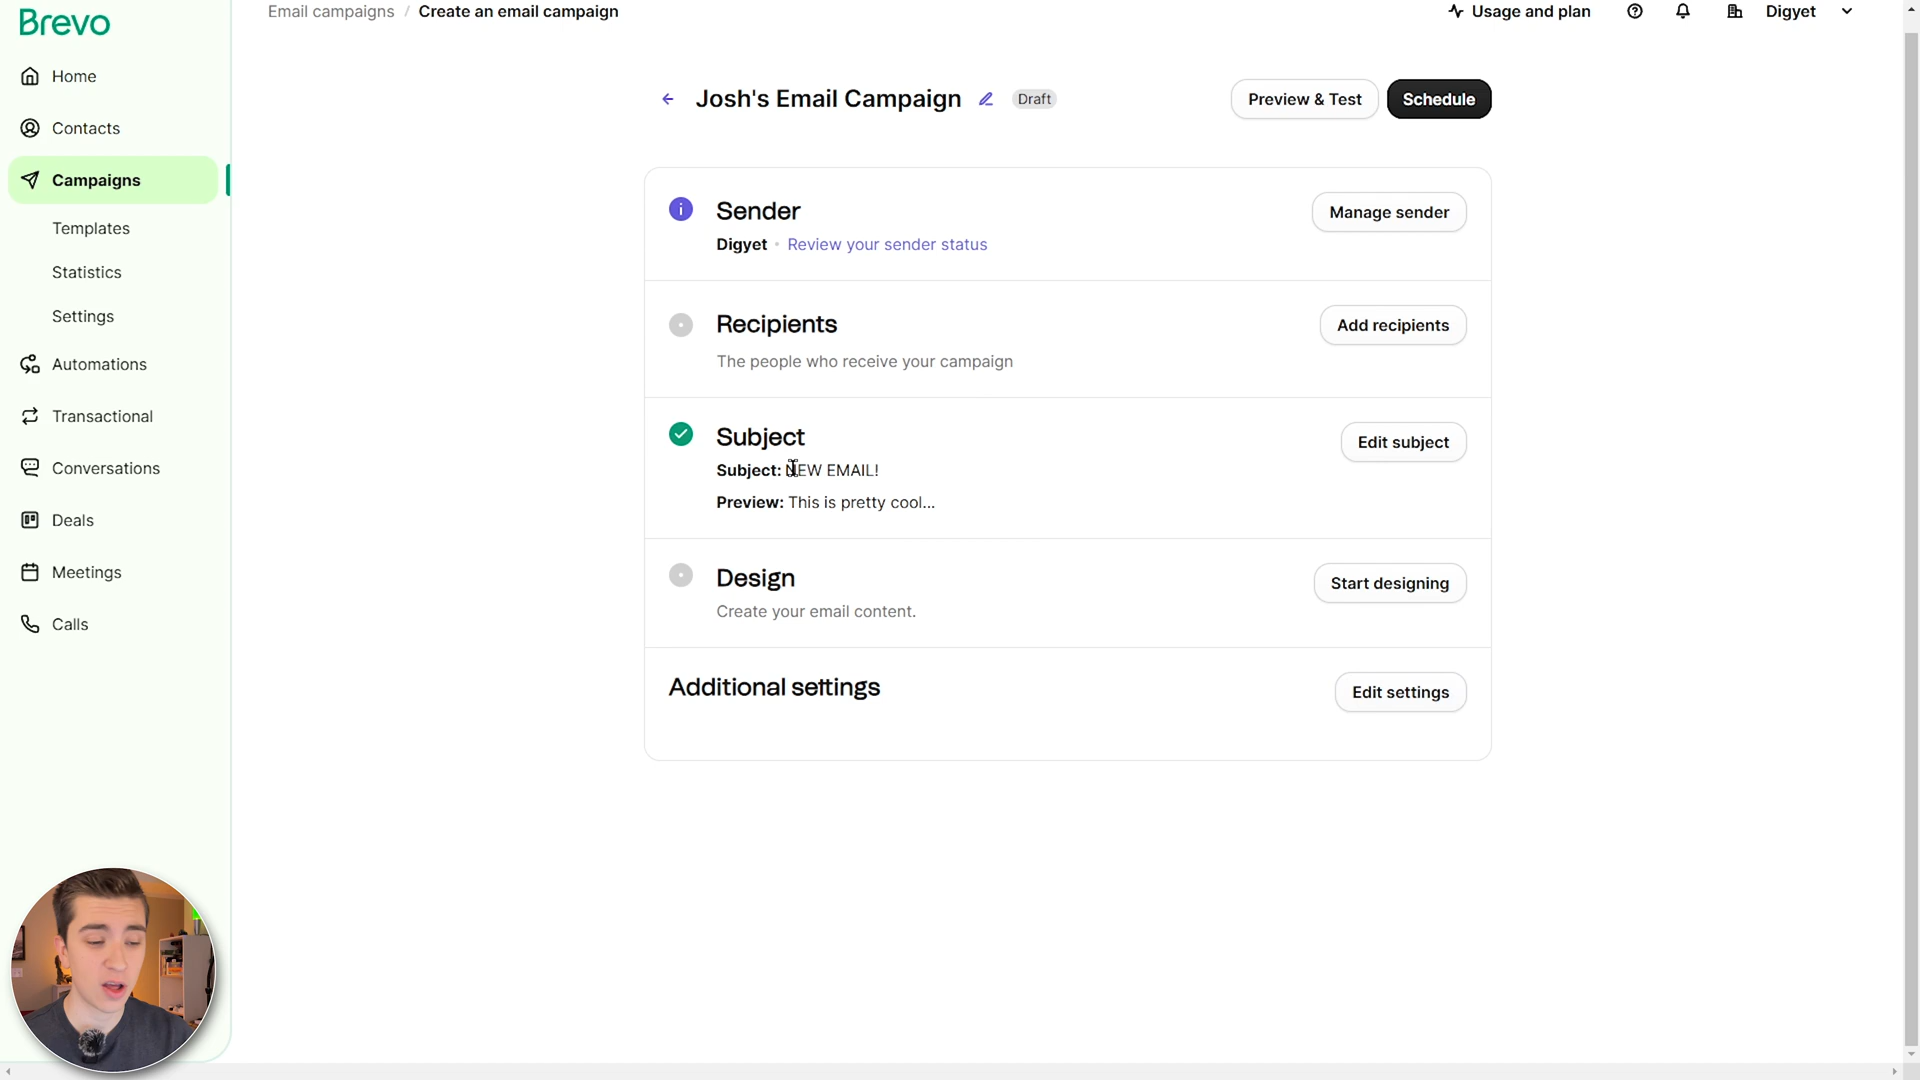 Brevo
Email campaigns / Create an email campaign
Usage and plan
Digyet
Home
Contacts
Campaigns
Templates
Statistics
Settings
Automations
Transactional
Conversations
Deals
Meetings
Calls
Josh's Email Campaign
Draft
Preview & Test
Schedule
Sender
Digyet • Review your sender status
Manage sender
Recipients
The people who receive your campaign
Add recipients
Subject
Subject: NEW EMAIL!
Preview: This is pretty cool...
Edit subject
Design
Create your email content.
Start designing
Additional settings
Edit settings